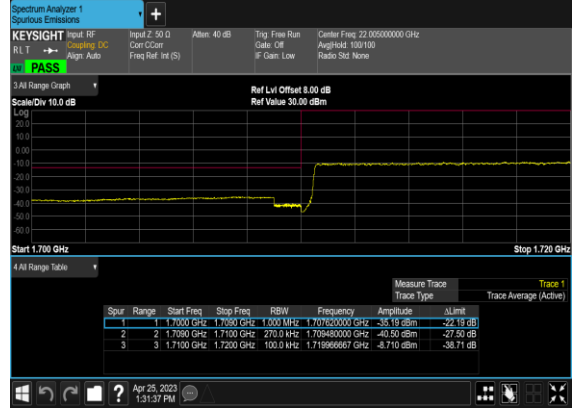 Spectrum Analyzer 1
Spurious Emissions
+
KEYSIGHT Input: RF Input Z: 50 Ω Atten: 40 dB Trig: Free Run Center Freq: 22.005000000 GHz
RLT Coupling: DC Corr CCorr Gate: Off Avg|Hold: 100/100
Align: Auto Freq Ref: Int (S) IF Gain: Low Radio Std: None
PASS
3 All Range Graph
Ref Lvl Offset 8.00 dB
Scale/Div 10.0 dB Ref Value 30.00 dBm
Log
20.0
10.0
0.00
-10.0
-20.0
-30.0
-40.0
-50.0
-60.0
Start 1.700 GHz Stop 1.720 GHz
4 All Range Table
Measure Trace Trace 1
Trace Type Trace Average (Active)
Spur Range Start Freq Stop Freq RBW Frequency Amplitude ΔLimit
1 1 1.7000 GHz 1.7090 GHz 1.000 MHz 1.707620000 GHz -35.19 dBm -22.19 dB
2 2 1.7090 GHz 1.7100 GHz 270.0 kHz 1.709480000 GHz -40.50 dBm -27.50 dB
3 3 1.7100 GHz 1.7200 GHz 100.0 kHz 1.719966667 GHz -8.710 dBm -38.71 dB
? Apr 25, 2023
1:31:37 PM